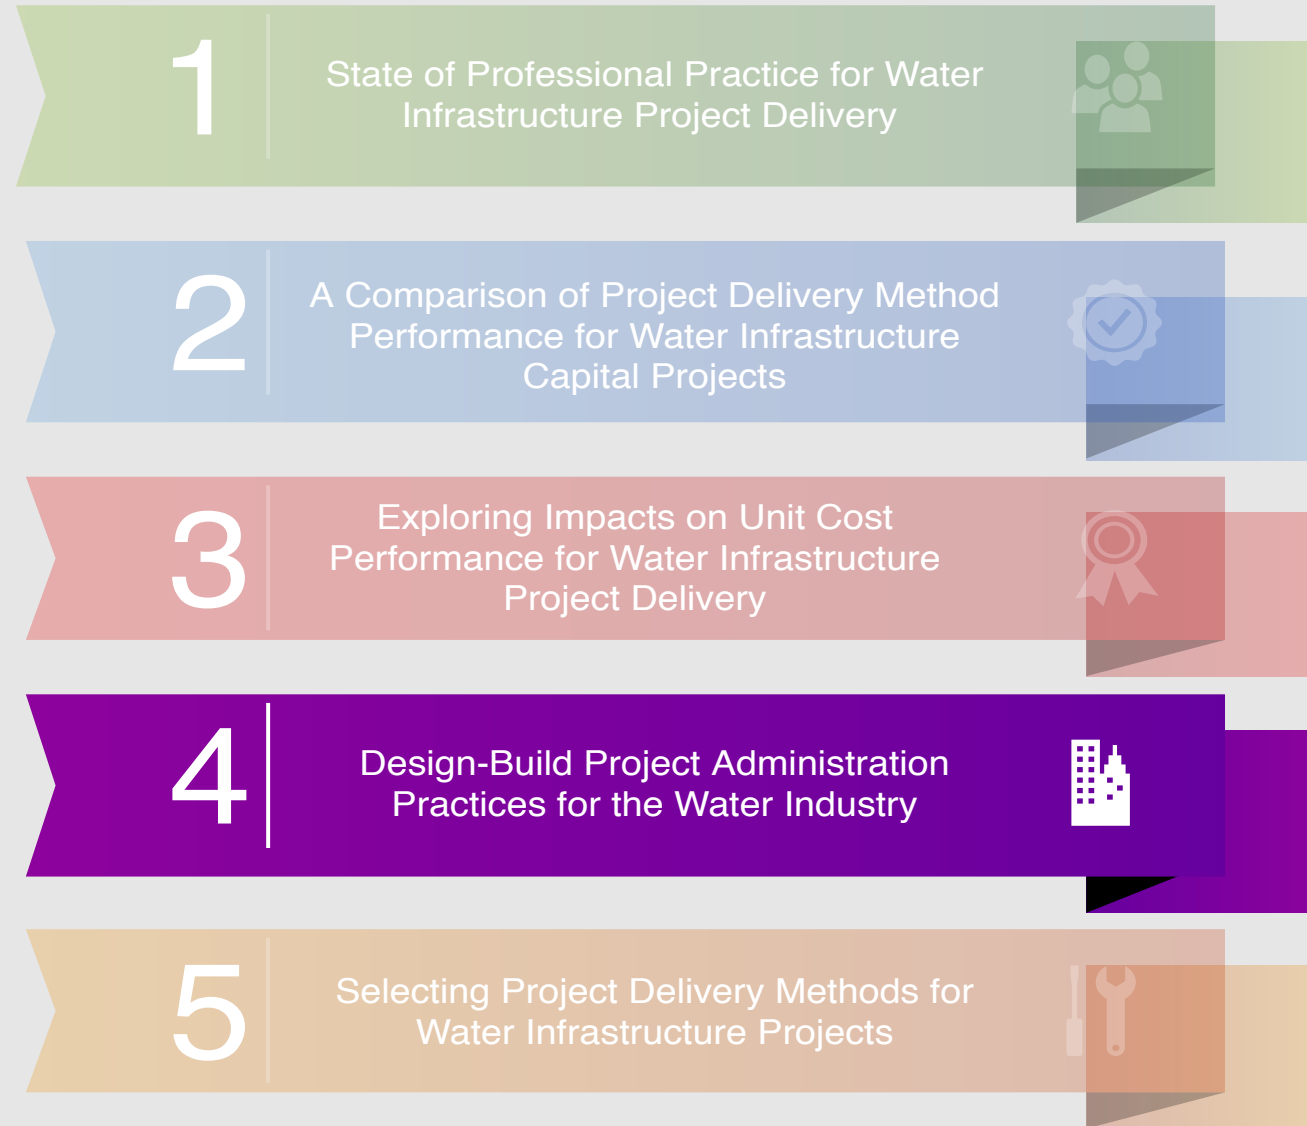 1
State of Professional Practice for Water
Infrastructure Project Delivery
2
A Comparison of Project Delivery Method
Performance for Water Infrastructure
Capital Projects
3
Exploring Impacts on Unit Cost
Performance for Water Infrastructure
Project Delivery
4
Design-Build Project Administration
Practices for the Water Industry
5
Selecting Project Delivery Methods for
Water Infrastructure Projects